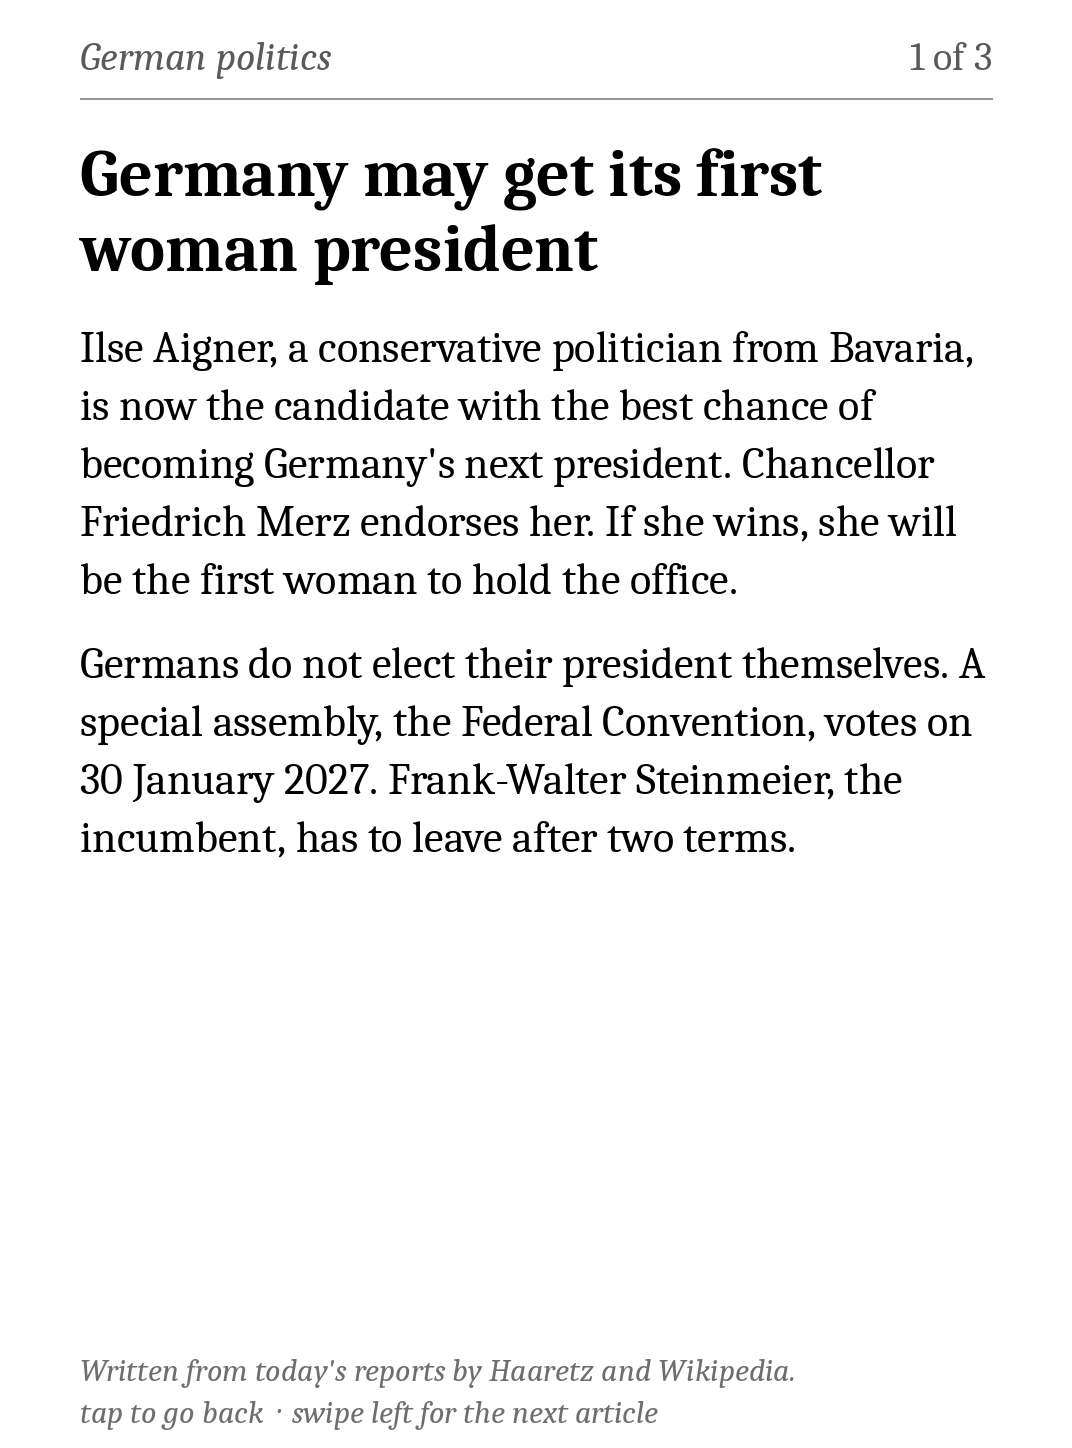 German politics
1 of 3
Germany may get its first
woman president
Ilse Aigner, a conservative politician from Bavaria,
is now the candidate with the best chance of
becoming Germany's next president. Chancellor
Friedrich Merz endorses her. If she wins, she will
be the first woman to hold the office.
Germans do not elect their president themselves. A
special assembly, the Federal Convention, votes on
30 January 2027. Frank-Walter Steinmeier, the
incumbent, has to leave after two terms.
Written from today's reports by Haaretz and Wikipedia.
tap to go back · swipe left for the next article